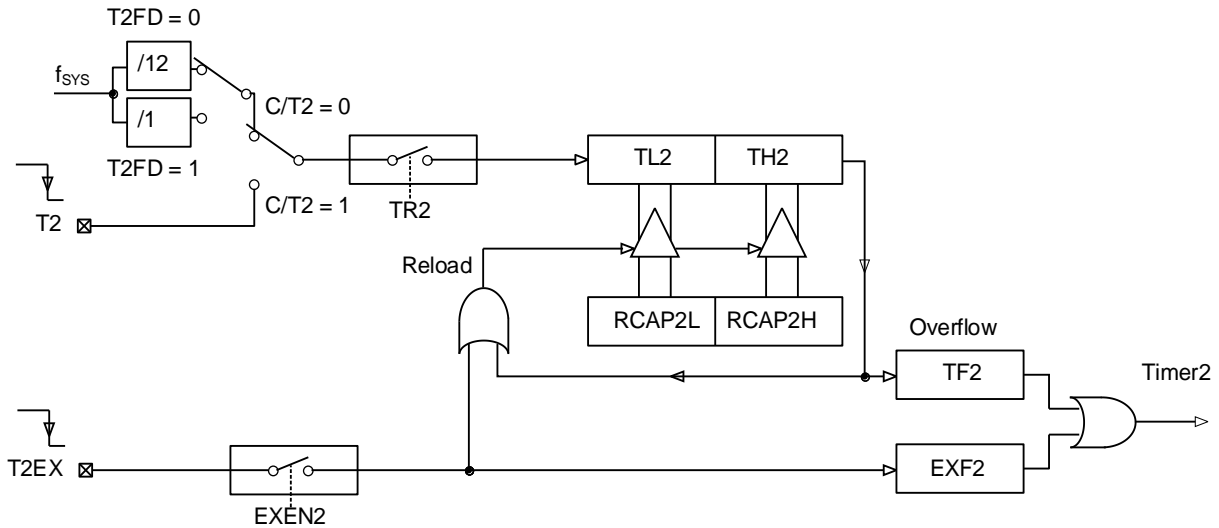 T2FD = 0
/12
fSYS
C/T2 = 0
/1
T2FD = 1
TL2
TH2
C/T2 = 1
TR2
T2
Reload
RCAP2L
RCAP2H
Overflow
TF2
Timer2
T2EX
EXF2
EXEN2